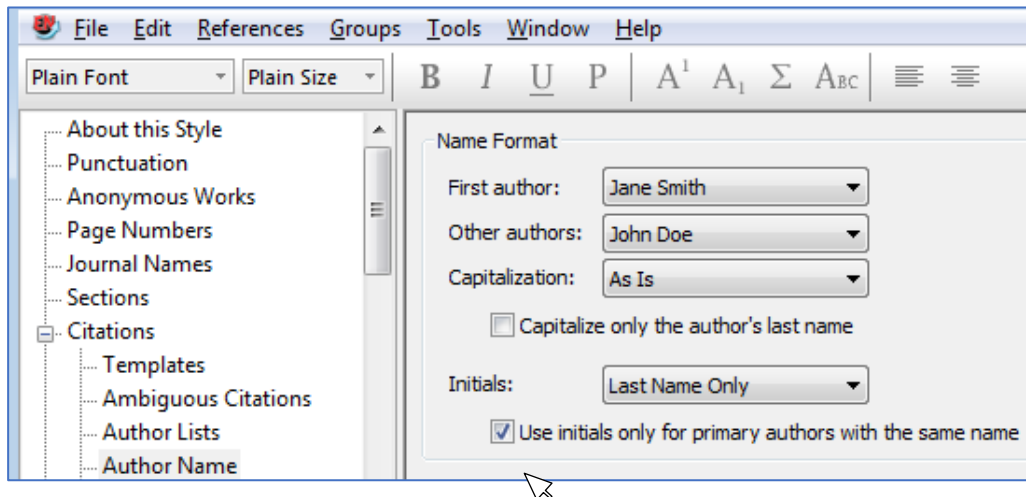 File Edit References Groups Tools Window Help
Plain Font Plain Size B I U P A¹ A₁ Σ ABC
About this Style
Punctuation
Anonymous Works
Page Numbers
Journal Names
Sections
Citations
Templates
Ambiguous Citations
Author Lists
Author Name
Name Format
First author: Jane Smith
Other authors: John Doe
Capitalization: As Is
Capitalize only the author's last name
Initials: Last Name Only
Use initials only for primary authors with the same name